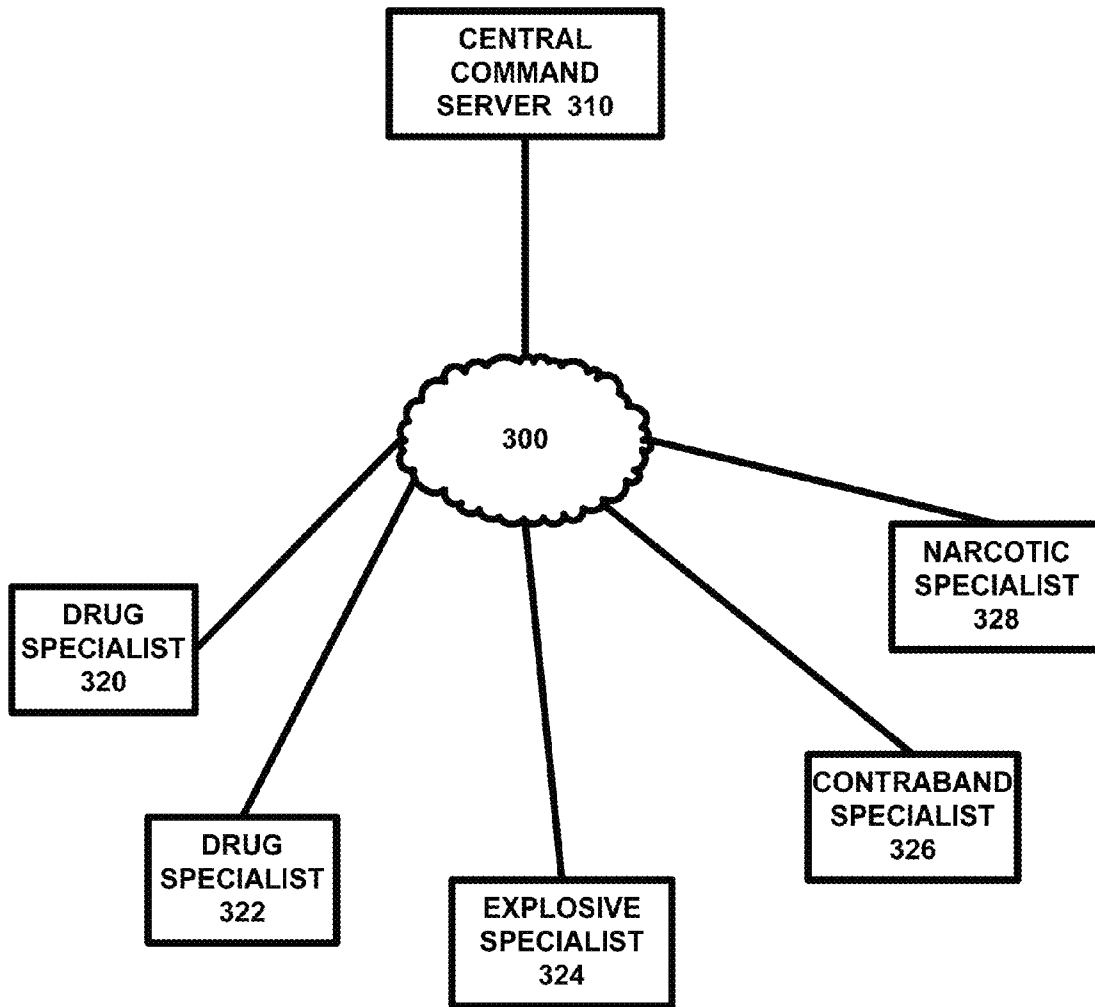 CENTRAL
COMMAND
SERVER 310
300
NARCOTIC
SPECIALIST
328
DRUG
SPECIALIST
320
CONTRABAND
SPECIALIST
326
DRUG
SPECIALIST
322
EXPLOSIVE
SPECIALIST
324